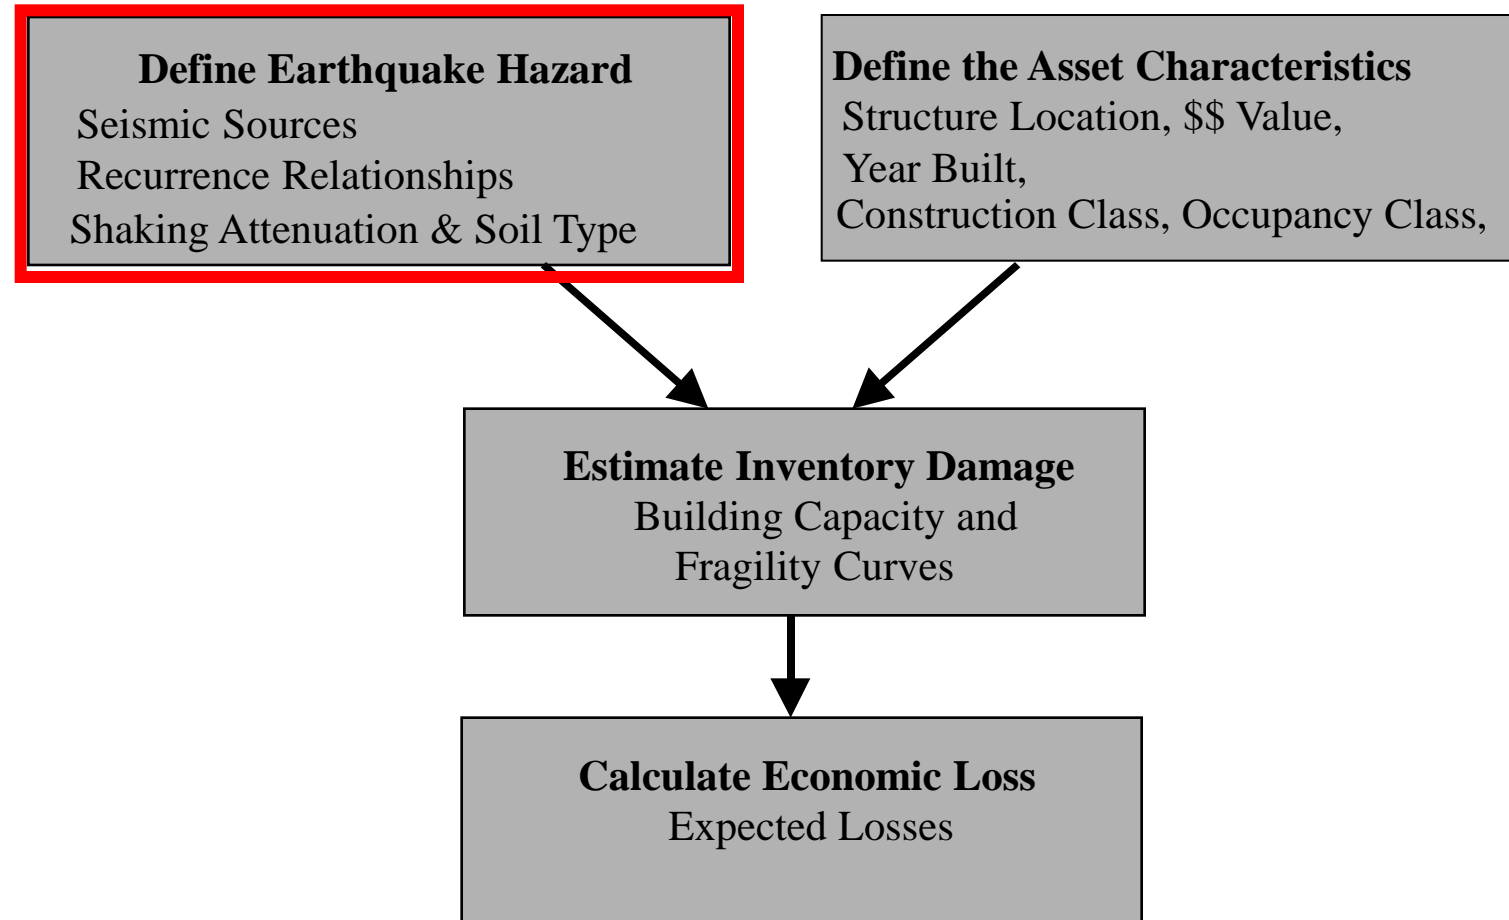 Define Earthquake Hazard
Seismic Sources
Recurrence Relationships
Shaking Attenuation & Soil Type
Define the Asset Characteristics
Structure Location, $$ Value,
Year Built,
Construction Class, Occupancy Class,
Estimate Inventory Damage
Building Capacity and
Fragility Curves
Calculate Economic Loss
Expected Losses